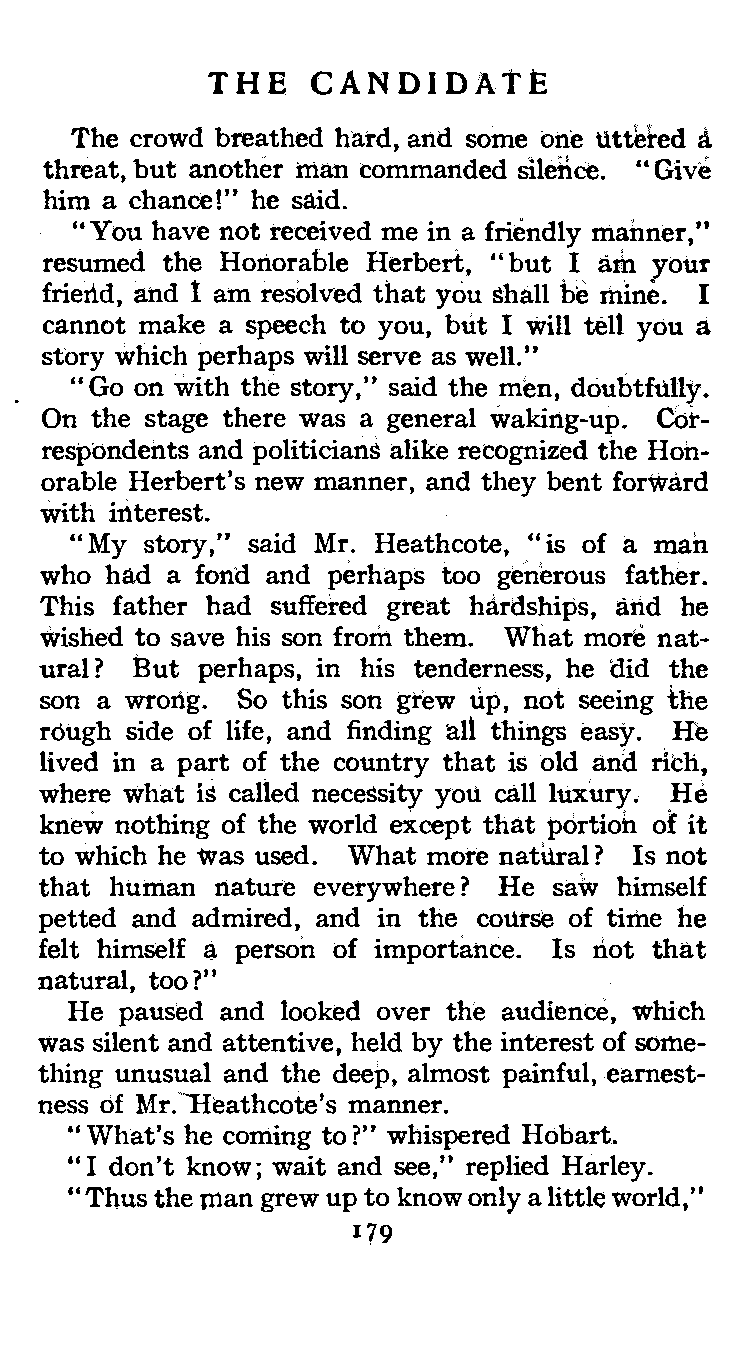 THE CANDIDATE
The crowd breathed hard, and some one uttered a
threat, but another man commanded silence. "Give
him a chance!" he said.
"You have not received me in a friendly manner,"
resumed the Honorable Herbert, "but I am your
friend, and I am resolved that you shall be mine. I
cannot make a speech to you, but I will tell you a
story which perhaps will serve as well."
"Go on with the story," said the men, doubtfully.
On the stage there was a general waking-up. Cor-
respondents and politicians alike recognized the Hon-
orable Herbert's new manner, and they bent forward
with interest.
"My story," said Mr. Heathcote, "is of a man
who had a fond and perhaps too generous father.
This father had suffered great hardships, and he
wished to save his son from them. What more nat-
ural? But perhaps, in his tenderness, he did the
son a wrong. So this son grew up, not seeing the
rough side of life, and finding all things easy. He
lived in a part of the country that is old and rich,
where what is called necessity you call luxury. He
knew nothing of the world except that portion of it
to which he was used. What more natural? Is not
that human nature everywhere? He saw himself
petted and admired, and in the course of time he
felt himself a person of importance. Is not that
natural, too?"
He paused and looked over the audience, which
was silent and attentive, held by the interest of some-
thing unusual and the deep, almost painful, earnest-
ness of Mr. Heathcote's manner.
"What's he coming to?" whispered Hobart.
"I don't know; wait and see," replied Harley.
"Thus the man grew up to know only a little world,"
179